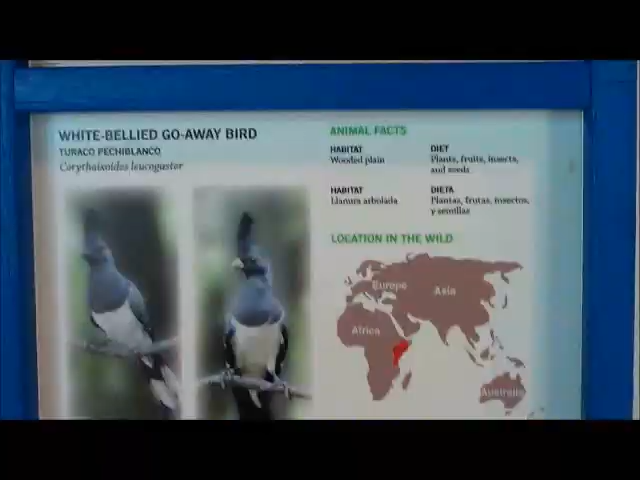 WHITE-BELLIED GO-AWAY BIRD
TURACO PECHIBLANCO
Corythaixoides leucogaster
ANIMAL FACTS
HABITAT
Wooded plain
DIET
Plants, fruits, insects,
and seeds
HABITAT
Llanura arbolada
DIETA
Plantas, frutas, insectos,
y semillas
LOCATION IN THE WILD
Europe
Asia
Africa
Australia